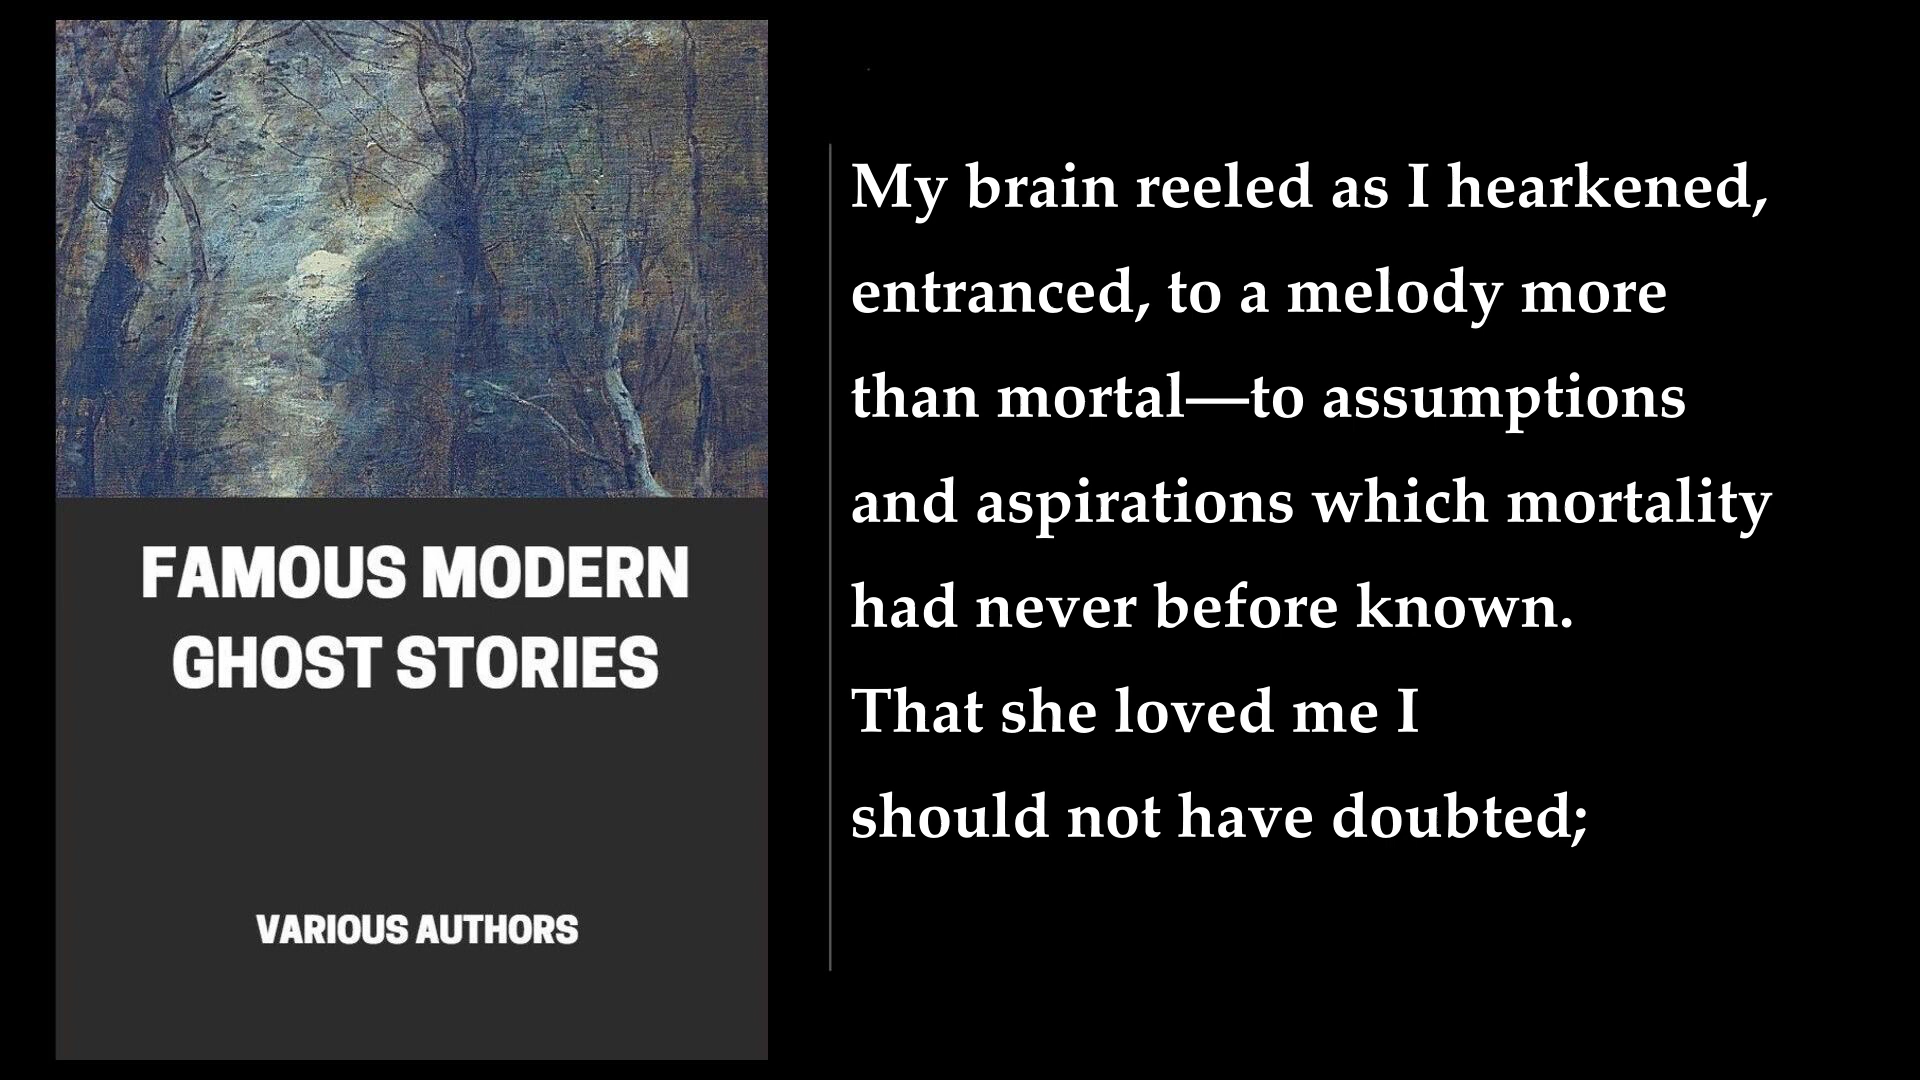 FAMOUS MODERN
GHOST STORIES
VARIOUS AUTHORS
My brain reeled as I hearkened,
entranced, to a melody more
than mortal—to assumptions
and aspirations which mortality
had never before known.
That she loved me I
should not have doubted;